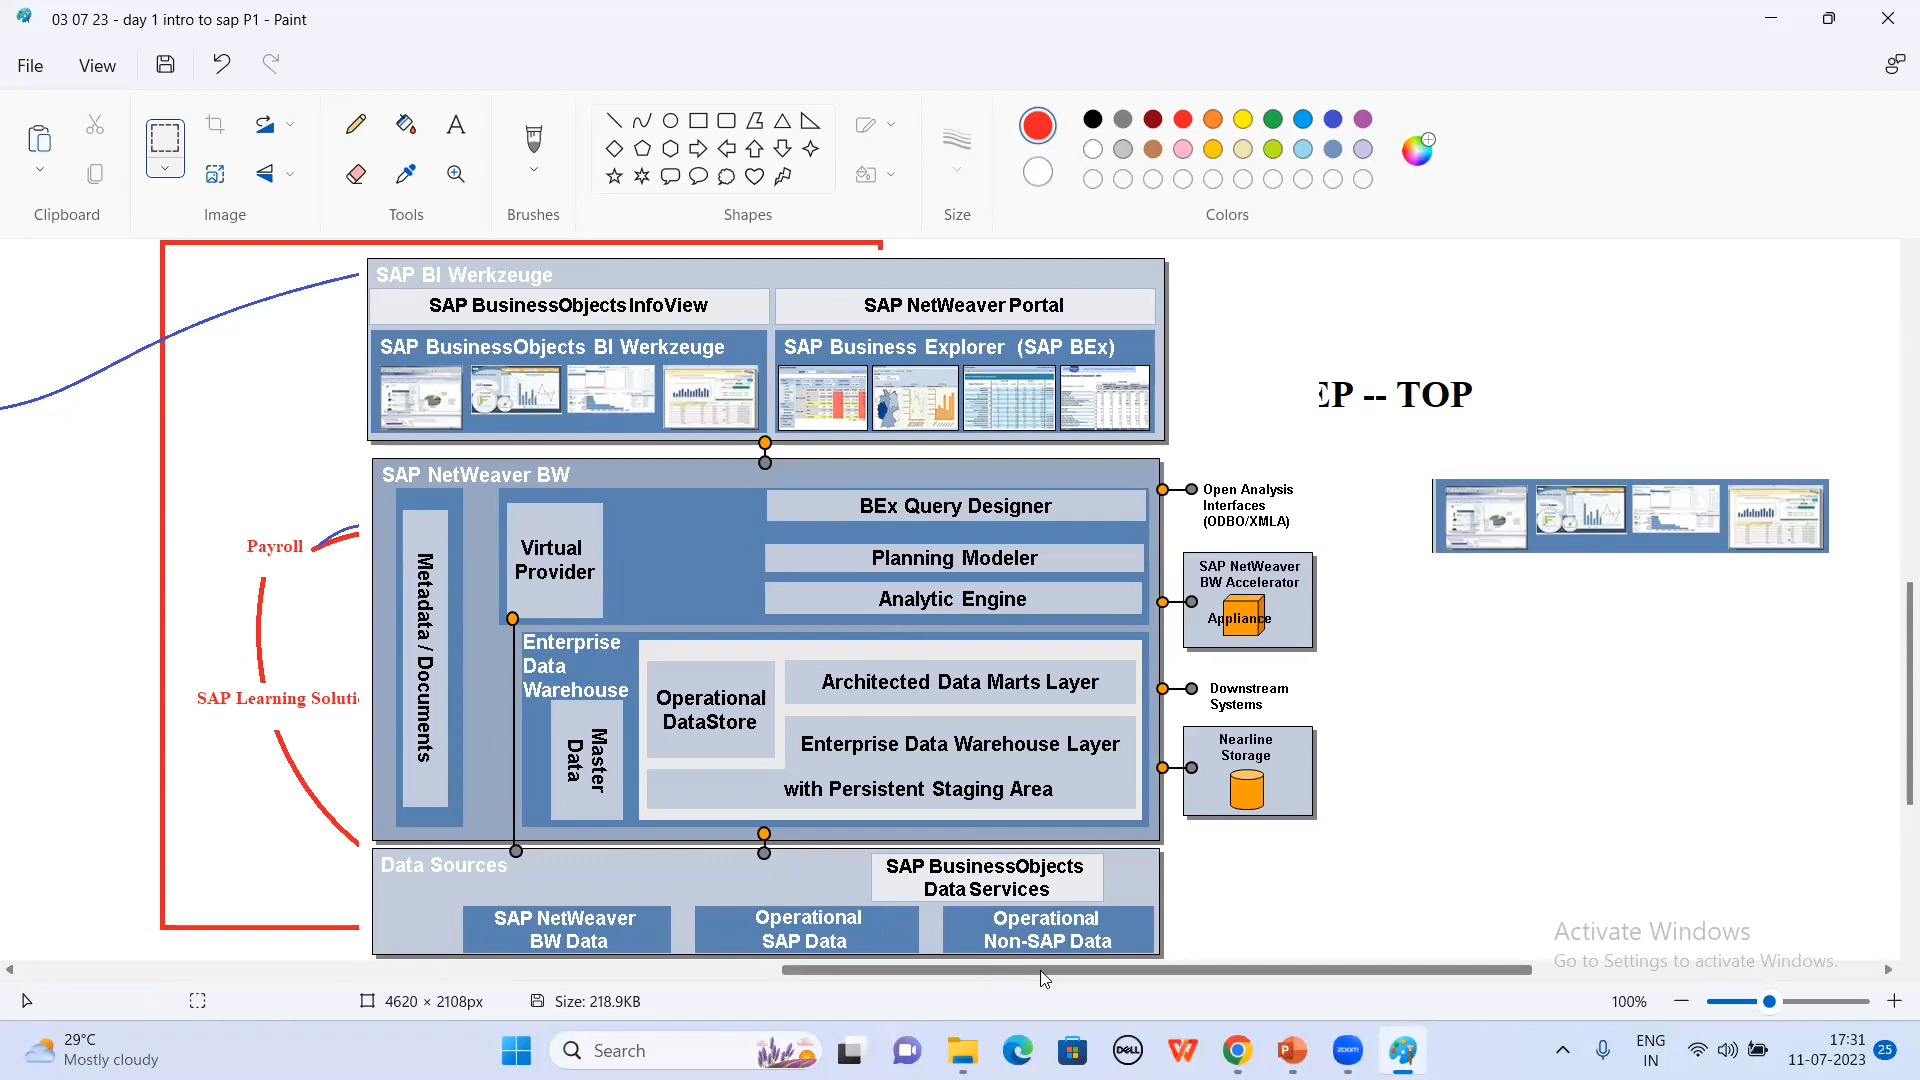 03 07 23 - day 1 intro to sap P1 - Paint
File View
Clipboard Image Tools Brushes Shapes Size Colors
SAP BI Werkzeuge
SAP BusinessObjects InfoView SAP NetWeaver Portal
SAP BusinessObjects BI Werkzeuge SAP Business Explorer (SAP BEx)
EP -- TOP
SAP NetWeaver BW
Metadata / Documents
Virtual
Provider
BEx Query Designer
Planning Modeler
Analytic Engine
Enterprise
Data
Warehouse
Master
Data
Operational
DataStore
Architected Data Marts Layer
Enterprise Data Warehouse Layer
with Persistent Staging Area
Open Analysis
Interfaces
(ODBO/XMLA)
SAP NetWeaver
BW Accelerator
Appliance
Downstream
Systems
Nearline
Storage
Payroll
SAP Learning Soluti
Data Sources
SAP BusinessObjects
Data Services
SAP NetWeaver
BW Data
Operational
SAP Data
Operational
Non-SAP Data
Activate Windows
Go to Settings to activate Windows.
4620 × 2108px Size: 218.9KB 100%
29°C
Mostly cloudy
Search
DELL
zoom
ENG
IN
17:31
11-07-2023
25